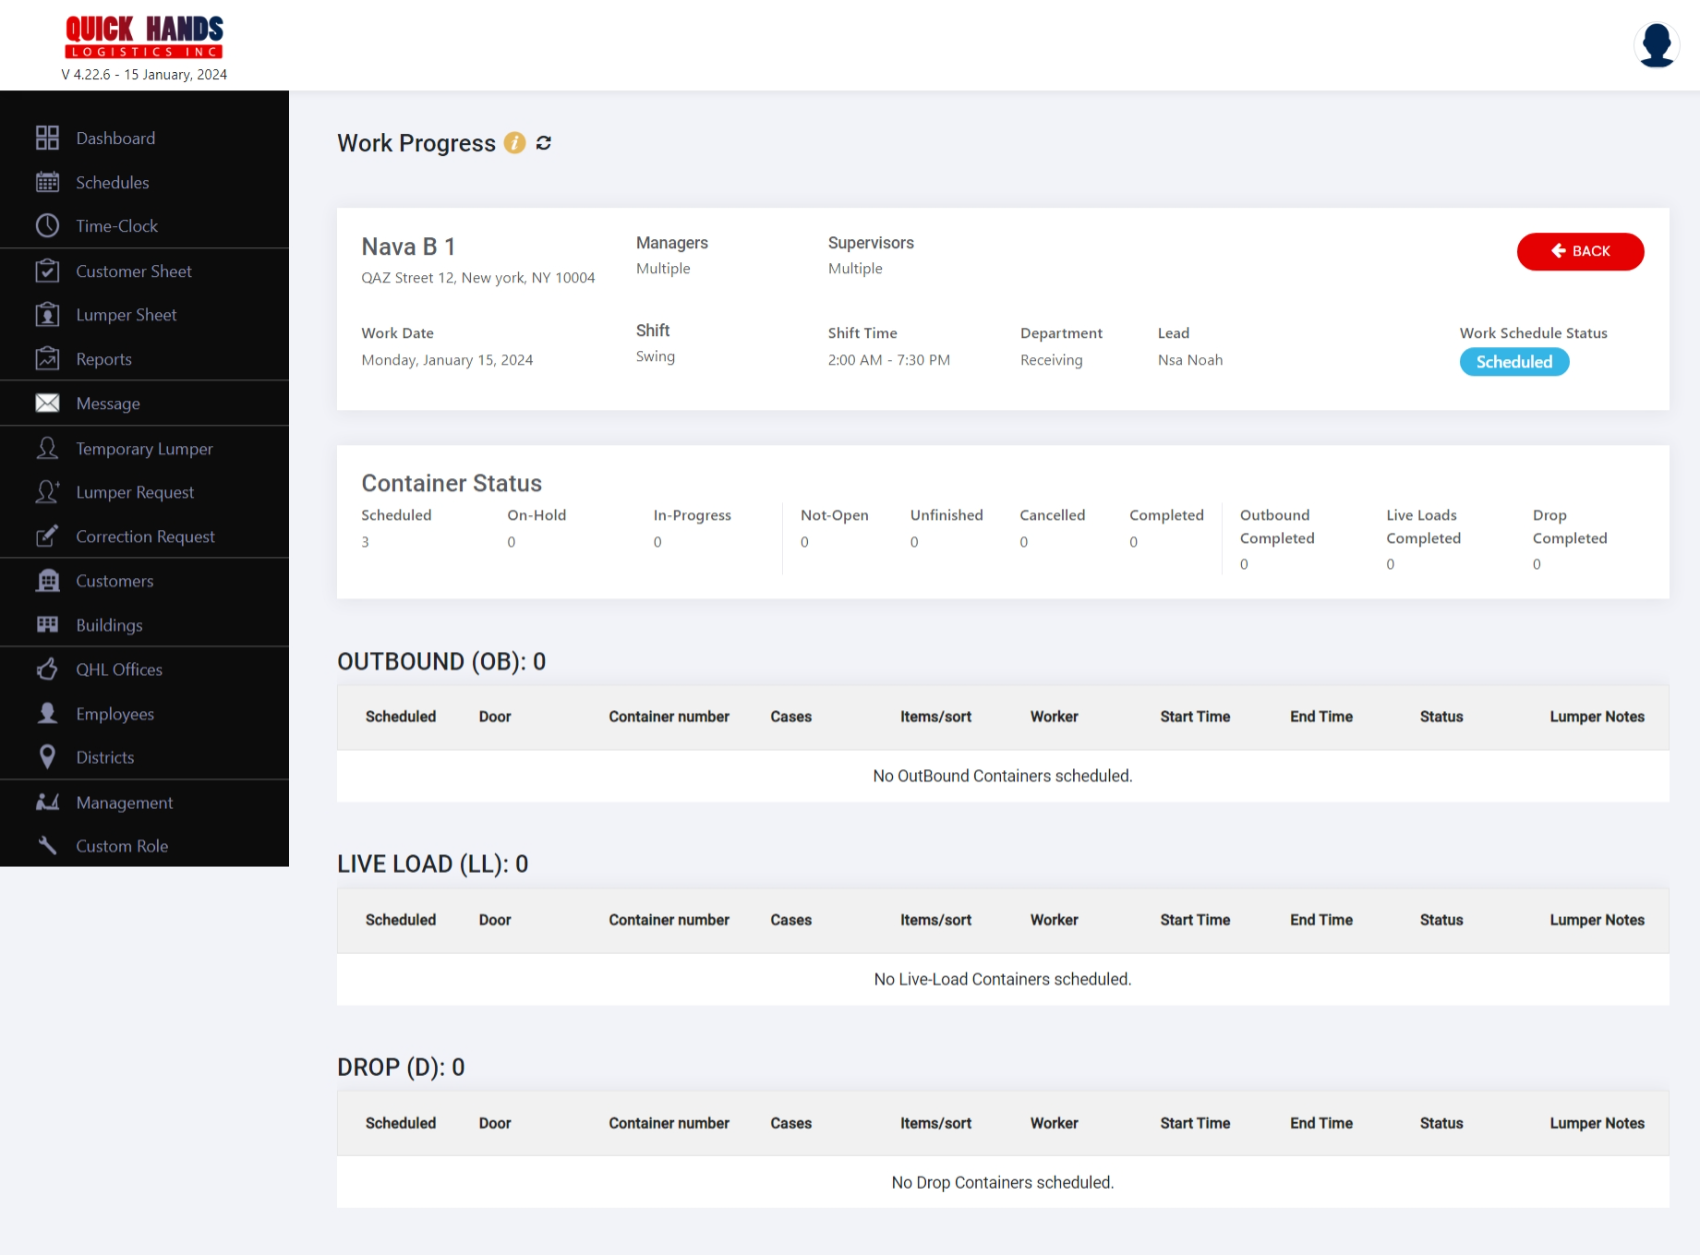 QUICK HANDS
LOGISTICS INC
V 4.22.6 - 15 January, 2024
Dashboard
Schedules
Time-Clock
Customer Sheet
Lumper Sheet
Reports
Message
Temporary Lumper
Lumper Request
Correction Request
Customers
Buildings
QHL Offices
Employees
Districts
Management
Custom Role
Work Progress i
Nava B 1
QAZ Street 12, New york, NY 10004
Managers
Multiple
Supervisors
Multiple
BACK
Work Date
Monday, January 15, 2024
Shift
Swing
Shift Time
2:00 AM - 7:30 PM
Department
Receiving
Lead
Nsa Noah
Work Schedule Status
Scheduled
Container Status
Scheduled
3
On-Hold
0
In-Progress
0
Not-Open
0
Unfinished
0
Cancelled
0
Completed
0
Outbound
Completed
0
Live Loads
Completed
0
Drop
Completed
0
OUTBOUND (OB): 0
Scheduled Door Container number Cases Items/sort Worker Start Time End Time Status Lumper Notes
No OutBound Containers scheduled.
LIVE LOAD (LL): 0
Scheduled Door Container number Cases Items/sort Worker Start Time End Time Status Lumper Notes
No Live-Load Containers scheduled.
DROP (D): 0
Scheduled Door Container number Cases Items/sort Worker Start Time End Time Status Lumper Notes
No Drop Containers scheduled.